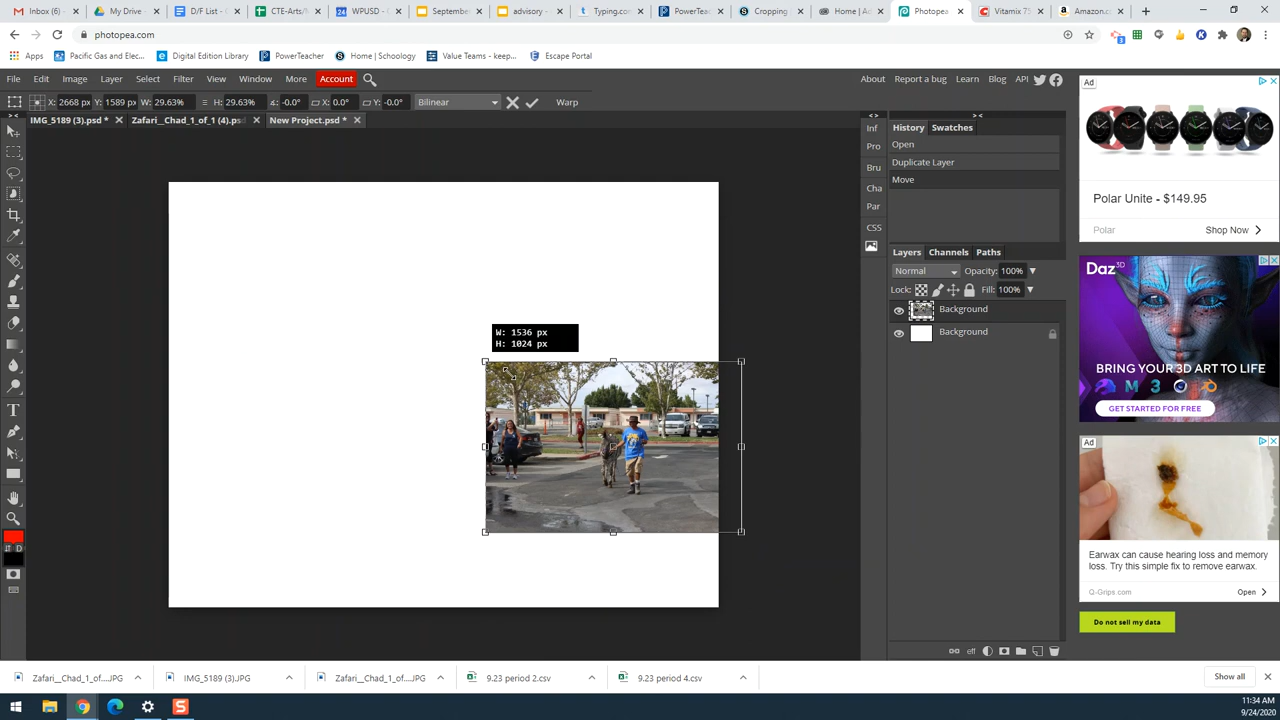 Inbox (6) -
My Drive -
D/F List - G
CTE-Arts/M
WPUSD - C
September
advisory -
Typing.com
PowerTeac
Cropping
Home | Ad
Photopea
Vitamix 75
Amazon.c
photopea.com
Apps
Pacific Gas and Elec...
Digital Edition Library
PowerTeacher
Home | Schoology
Value Teams - keep...
Escape Portal
File Edit Image Layer Select Filter View Window More Account
About Report a bug Learn Blog API
X: 2668 px Y: 1589 px W: 29.63% H: 29.63% -0.0° X: 0.0° Y: -0.0° Bilinear Warp
IMG_5189 (3).psd *
Zafari__Chad_1_of_1 (4).psd
New Project.psd *
Inf
Pro
Bru
Cha
Par
CSS
History Swatches
Open
Duplicate Layer
Move
Layers Channels Paths
Normal Opacity: 100%
Lock: Fill: 100%
Background
Background
eff
W: 1536 px
H: 1024 px
D
Ad
Polar Unite - $149.95
Polar
Shop Now
DAZ3D
BRINGING YOUR 3D ART TO LIFE
GET STARTED FOR FREE
Ad
Earwax can cause hearing loss and memory
loss. Try this simple fix to remove earwax.
Q-Grips.com
Open
Do not sell my data
Zafari__Chad_1_of....JPG
IMG_5189 (3).JPG
Zafari__Chad_1_of....JPG
9.23 period 2.csv
9.23 period 4.csv
Show all
11:34 AM
9/24/2020